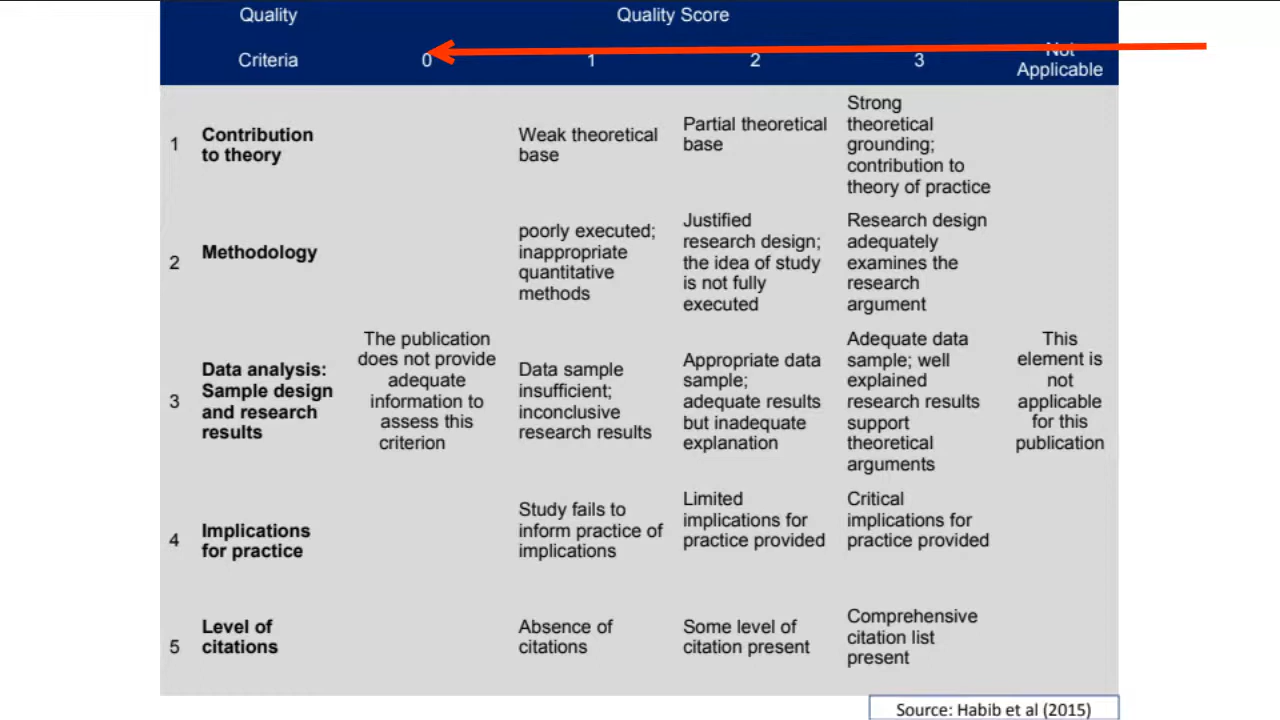 Quality Quality Score
Criteria 0 1 2 3 Not
Applicable
1 Contribution
to theory
Weak theoretical
base
Partial theoretical
base
Strong
theoretical
grounding;
contribution to
theory of practice
2 Methodology
poorly executed;
inappropriate
quantitative
methods
Justified
research design;
the idea of study
is not fully
executed
Research design
adequately
examines the
research
argument
3 Data analysis:
Sample design
and research
results
The publication
does not provide
adequate
information to
assess this
criterion
Data sample
insufficient;
inconclusive
research results
Appropriate data
sample;
adequate results
but inadequate
explanation
Adequate data
sample; well
explained
research results
support
theoretical
arguments
This
element is
not
applicable
for this
publication
4 Implications
for practice
Study fails to
inform practice of
implications
Limited
implications for
practice provided
Critical
implications for
practice provided
5 Level of
citations
Absence of
citations
Some level of
citation present
Comprehensive
citation list
present
Source: Habib et al (2015)